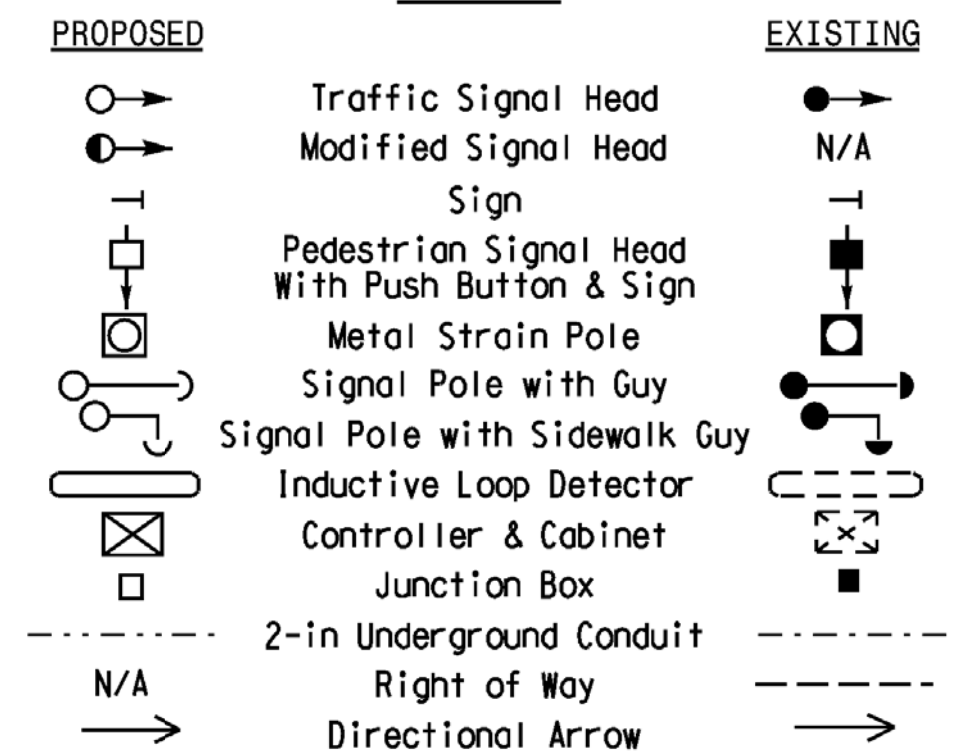 PROPOSED EXISTING
Traffic Signal Head
Modified Signal Head N/A
Sign
Pedestrian Signal Head
With Push Button & Sign
Metal Strain Pole
Signal Pole with Guy
Signal Pole with Sidewalk Guy
Inductive Loop Detector
Controller & Cabinet
Junction Box
2-in Underground Conduit
N/A Right of Way
Directional Arrow